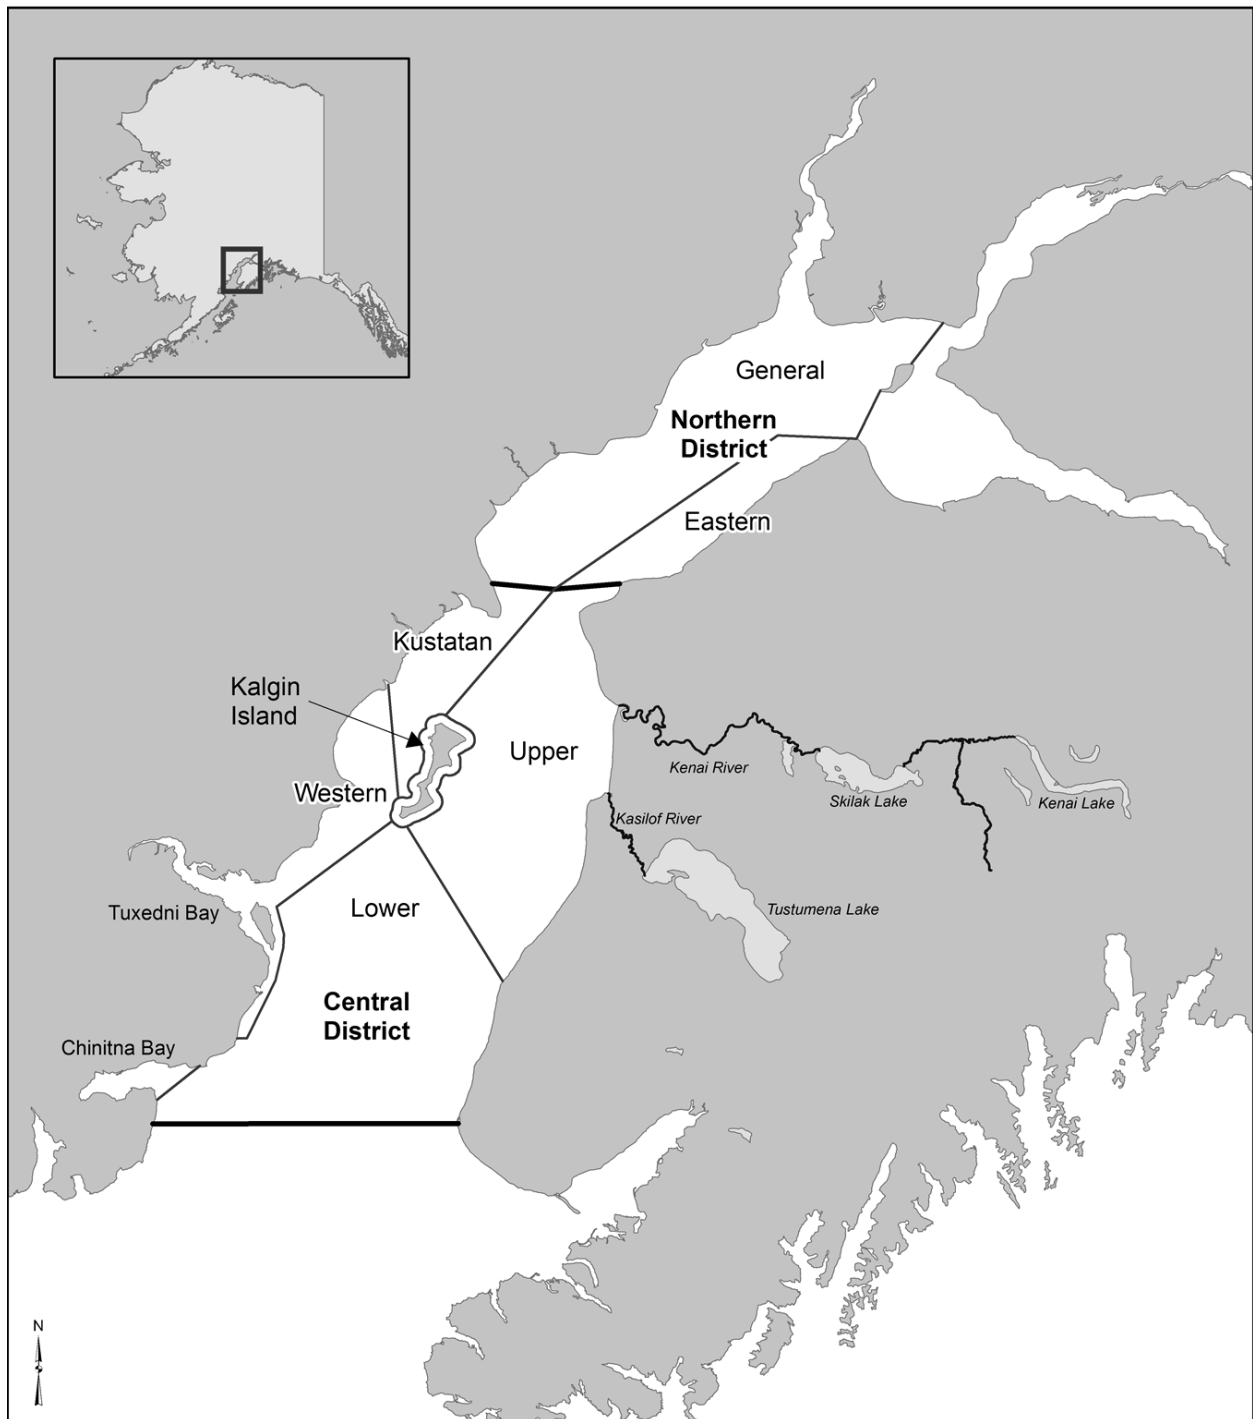 General
Northern
District
Eastern
Kustatan
Kalgin
Island
Upper
Kenai River
Western
Skilak Lake
Kenai Lake
Kasilof River
Tuxedni Bay
Lower
Tustumena Lake
Central
District
Chinitna Bay
N